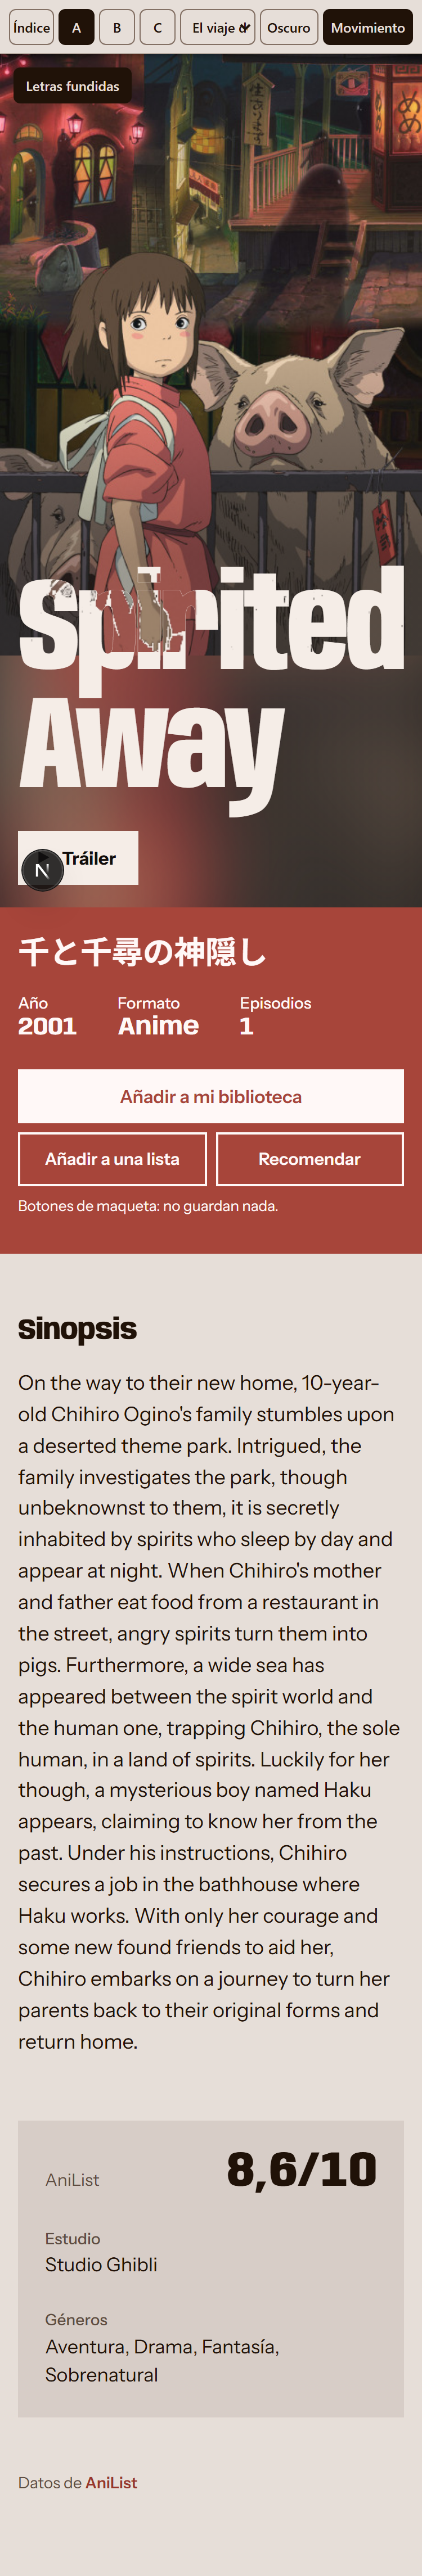 Índice A B C El viaje d Oscuro Movimiento
Letras fundidas
Spirited
Away
N Tráiler
千と千尋の神隠し
Año Formato Episodios
2001 Anime 1
Añadir a mi biblioteca
Añadir a una lista Recomendar
Botones de maqueta: no guardan nada.
Sinopsis
On the way to their new home, 10-year-
old Chihiro Ogino's family stumbles upon
a deserted theme park. Intrigued, the
family investigates the park, though
unbeknownst to them, it is secretly
inhabited by spirits who sleep by day and
appear at night. When Chihiro's mother
and father eat food from a restaurant in
the street, angry spirits turn them into
pigs. Furthermore, a wide sea has
appeared between the spirit world and
the human one, trapping Chihiro, the sole
human, in a land of spirits. Luckily for her
though, a mysterious boy named Haku
appears, claiming to know her from the
past. Under his instructions, Chihiro
secures a job in the bathhouse where
Haku works. With only her courage and
some new found friends to aid her,
Chihiro embarks on a journey to turn her
parents back to their original forms and
return home.
AniList 8,6/10
Estudio
Studio Ghibli
Géneros
Aventura, Drama, Fantasía,
Sobrenatural
Datos de AniList